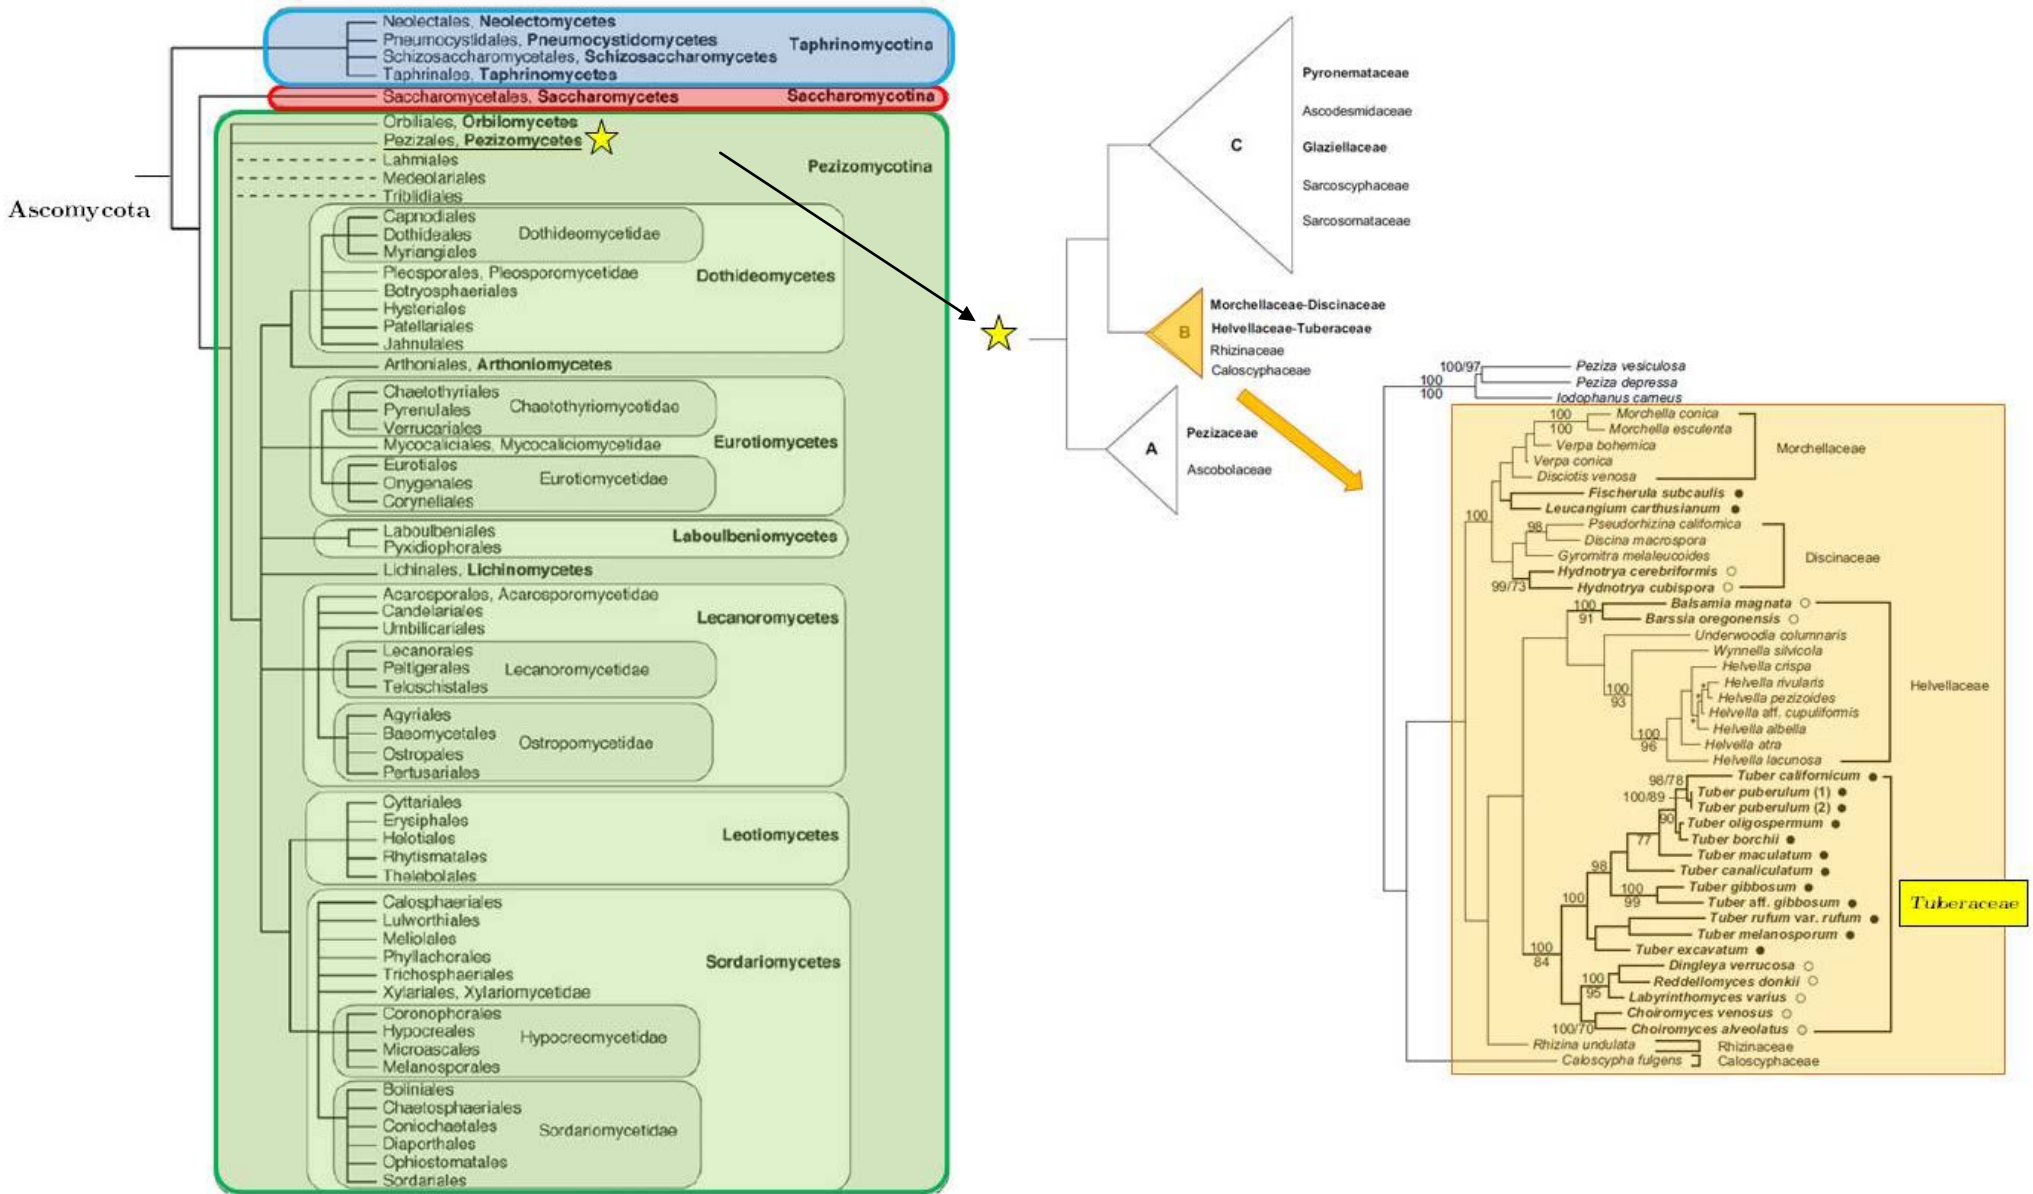 Ascomycota
Neolectales, Neolectomycetes
Pneumocystidales, Pneumocystidomycetes
Schizosaccharomycetales, Schizosaccharomycetes
Taphrinales, Taphrinomycetes
Taphrinomycotina
Saccharomycetales, Saccharomycetes
Saccharomycotina
Orbiliales, Orbilomycetes
Pezizales, Pezizomycetes
Lahmiales
Medeolariales
Triblidiales
Pezizomycotina
Capnodiales
Dothideales
Myriangiales
Dothideomycetidae
Pleosporales, Pleosporomycetidae
Botryosphaeriales
Hysteriales
Patellariales
Jahnulales
Dothideomycetes
Arthoniales, Arthoniomycetes
Chaetothyriales
Pyrenulales
Verrucariales
Chaetothyriomycetidae
Mycocaliciales, Mycocaliciomycetidae
Eurotiomycetes
Eurotiales
Onygenales
Coryneliales
Eurotiomycetidae
Laboulbeniales
Pyxidiophorales
Laboulbeniomycetes
Lichinales, Lichinomycetes
Acarosporales, Acarosporomycetidae
Candelariales
Umbilicariales
Lecanoromycetes
Lecanorales
Peltigerales
Teloschistales
Lecanoromycetidae
Agyriales
Baeomycetales
Ostropales
Pertusariales
Ostropomycetidae
Cyttariales
Erysiphales
Helotiales
Rhytismatales
Thelebolales
Leotiomycetes
Calosphaeriales
Lulworthiales
Meliolales
Phyllachorales
Trichosphaeriales
Xylariales, Xylariomycetidae
Sordariomycetes
Coronophorales
Hypocreales
Microascales
Melanosporales
Hypocreomycetidae
Boliniales
Chaetosphaeriales
Coniochaetales
Diaporthales
Ophiostomatales
Sordariales
Sordariomycetidae
C
Pyronemataceae
Ascodesmidaceae
Glaziellaceae
Sarcoscyphaceae
Sarcosomataceae
B
Morchellaceae-Discinaceae
Helvellaceae-Tuberaceae
Rhizinaceae
Caloscyphaceae
A
Pezizaceae
Ascobolaceae
100/97
100
100
Peziza vesiculosa
Peziza depressa
Iodophanus carneus
100
100
Morchella conica
Morchella esculenta
Verpa bohemica
Verpa conica
Disciotis venosa
Morchellaceae
Fischerula subcaulis
Leucangium carthusianum
100
98
Pseudorhizina californica
Discina macrospora
Gyromitra melaleucoides
Hydnotrya cerebriformis
99/73
Hydnotrya cubispora
Discinaceae
100
91
Balsamia magnata
Barssia oregonensis
Underwoodia columnaris
Wynnella silvicola
Helvella crispa
100
93
Helvella rivularis
Helvella pezizoides
Helvella aff. cupuliformis
*
*
*
Helvella albella
100
96
Helvella atra
Helvella lacunosa
Helvellaceae
98/78
Tuber californicum
100/89
Tuber puberulum (1)
Tuber puberulum (2)
90
Tuber oligospermum
Tuber borchii
77
Tuber maculatum
98
Tuber canaliculatum
100
99
Tuber gibbosum
Tuber aff. gibbosum
100
Tuber rufum var. rufum
Tuber melanosporum
Tuber excavatum
Tuberaceae
100
84
Dingleya verrucosa
100
95
Reddellomyces donkii
Labyrinthomyces varius
Choiromyces venosus
100/70
Choiromyces alveolatus
Rhizina undulata
Rhizinaceae
Caloscypha fulgens
Caloscyphaceae